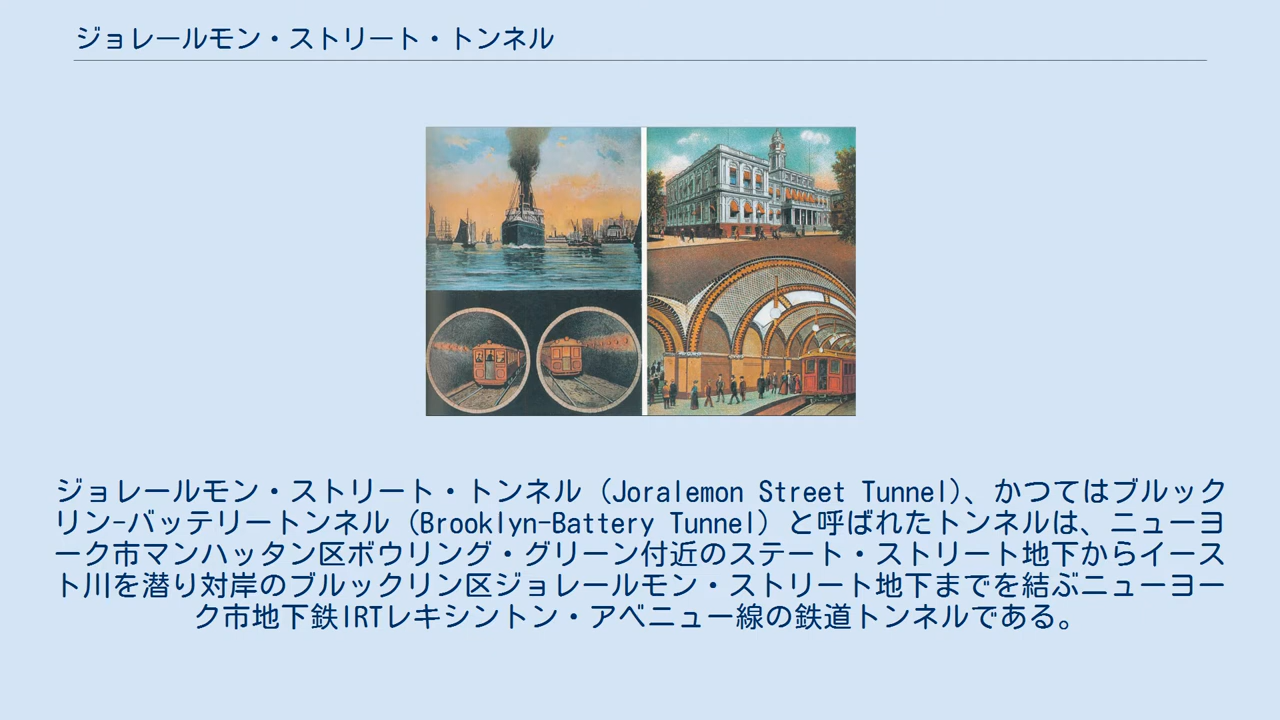 ジョレールモン・ストリート・トンネル
ジョレールモン・ストリート・トンネル（Joralemon Street Tunnel）、かつてはブルック
リン-バッテリートンネル（Brooklyn-Battery Tunnel）と呼ばれたトンネルは、ニューヨ
ーク市マンハッタン区ボウリング・グリーン付近のステート・ストリート地下からイース
ト川を潜り対岸のブルックリン区ジョレールモン・ストリート地下までを結ぶニューヨー
ク市地下鉄IRTレキシントン・アベニュー線の鉄道トンネルである。